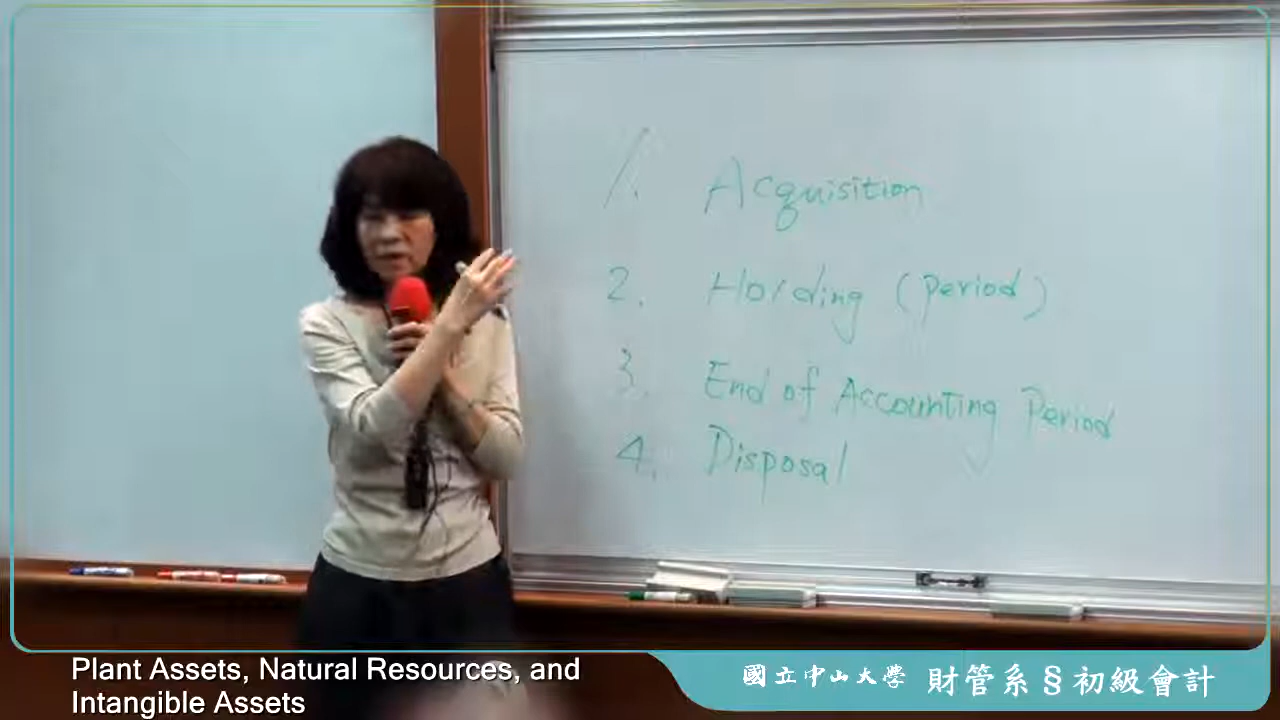 1. Acquisition
2. Holding (period)
3. End of Accounting Period
4. Disposal
Plant Assets, Natural Resources, and
Intangible Assets
國立中山大學 財管系§初級會計